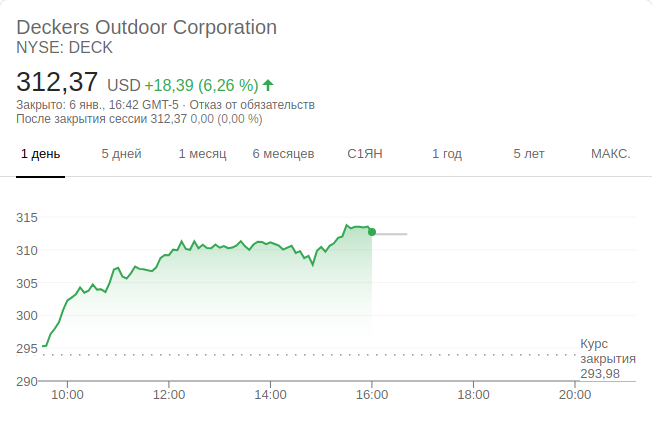 Deckers Outdoor Corporation
NYSE: DECK
312,37 USD +18,39 (6,26 %)
Закрыто: 6 янв., 16:42 GMT-5 · Отказ от обязательств
После закрытия сессии 312,37 0,00 (0,00 %)
1 день 5 дней 1 месяц 6 месяцев С1ЯН 1 год 5 лет МАКС.
315
310
305
300
295
290
Курс
закрытия
293,98
10:00 12:00 14:00 16:00 18:00 20:00